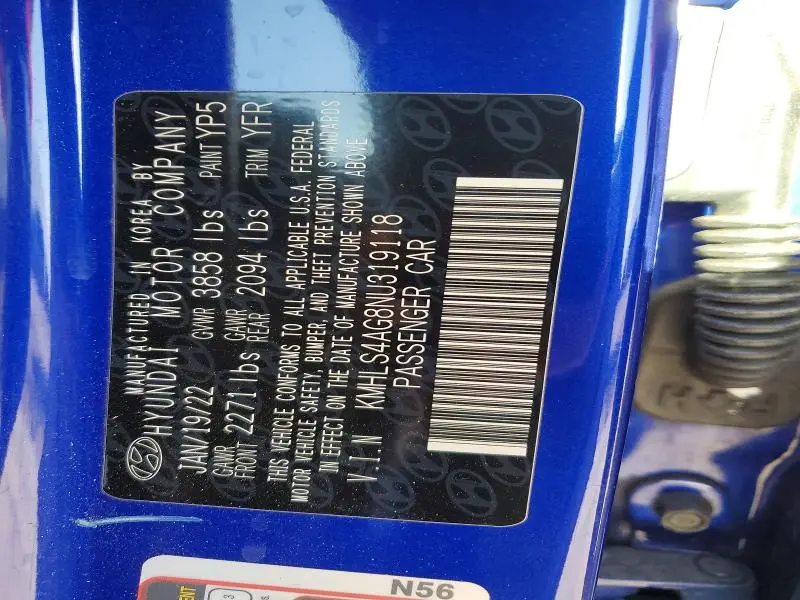 MANUFACTURED IN KOREA BY
HYUNDAI MOTOR COMPANY
JAN/19/22 GVWR 3858 lbs PAINT YP5
GAWR FRONT 2271 lbs GAWR REAR 2094 lbs TRIM YFR
THIS VEHICLE CONFORMS TO ALL APPLICABLE U.S.A. FEDERAL
MOTOR VEHICLE SAFETY, BUMPER, AND THEFT PREVENTION STANDARDS
IN EFFECT ON THE DATE OF MANUFACTURE SHOWN ABOVE
V.I.N KMHLS4AG8NU319118
PASSENGER CAR
N56